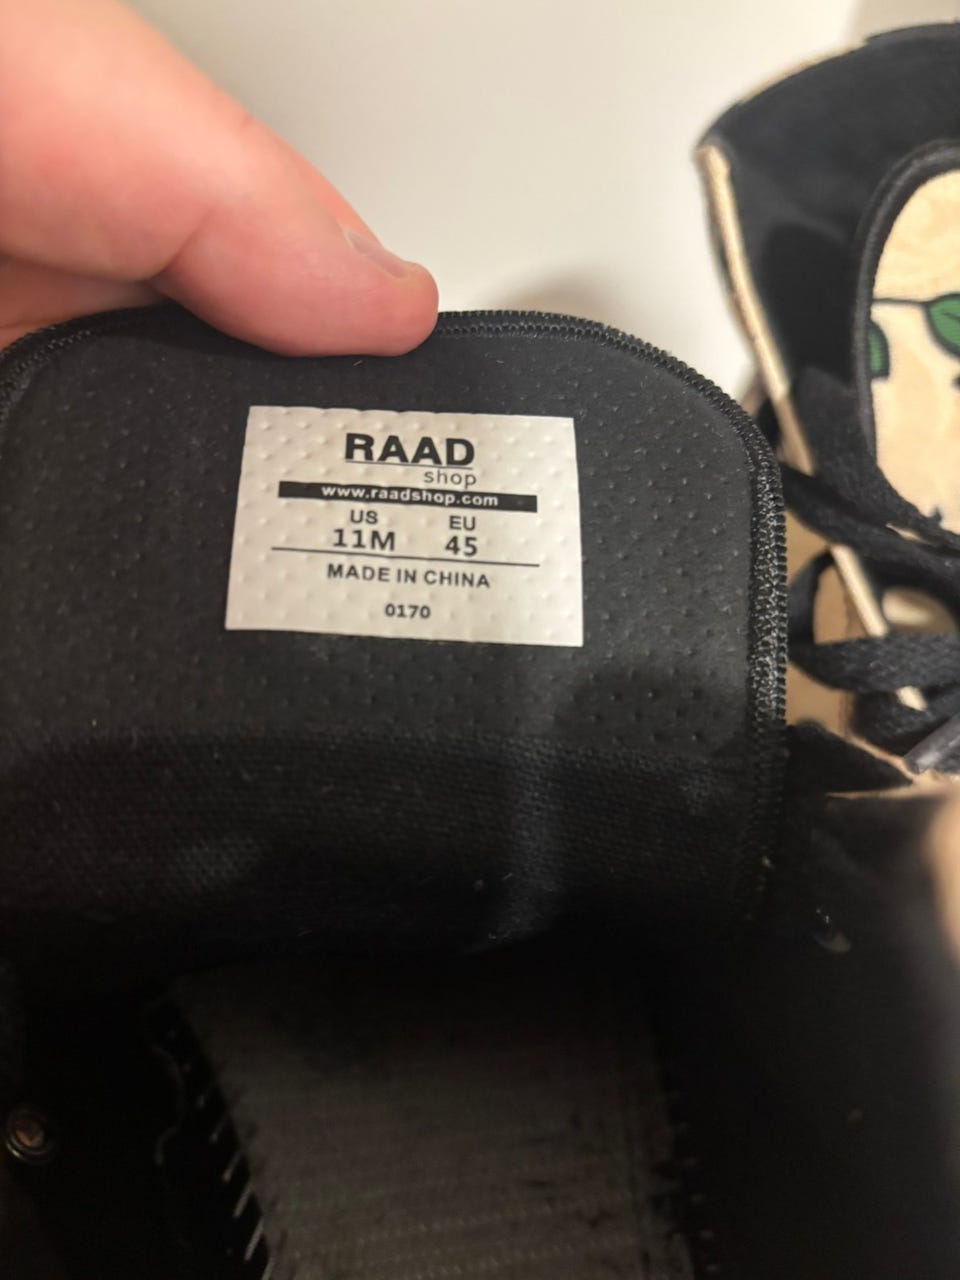 RAAD
shop
www.raadshop.com
US EU
11M 45
MADE IN CHINA
0170